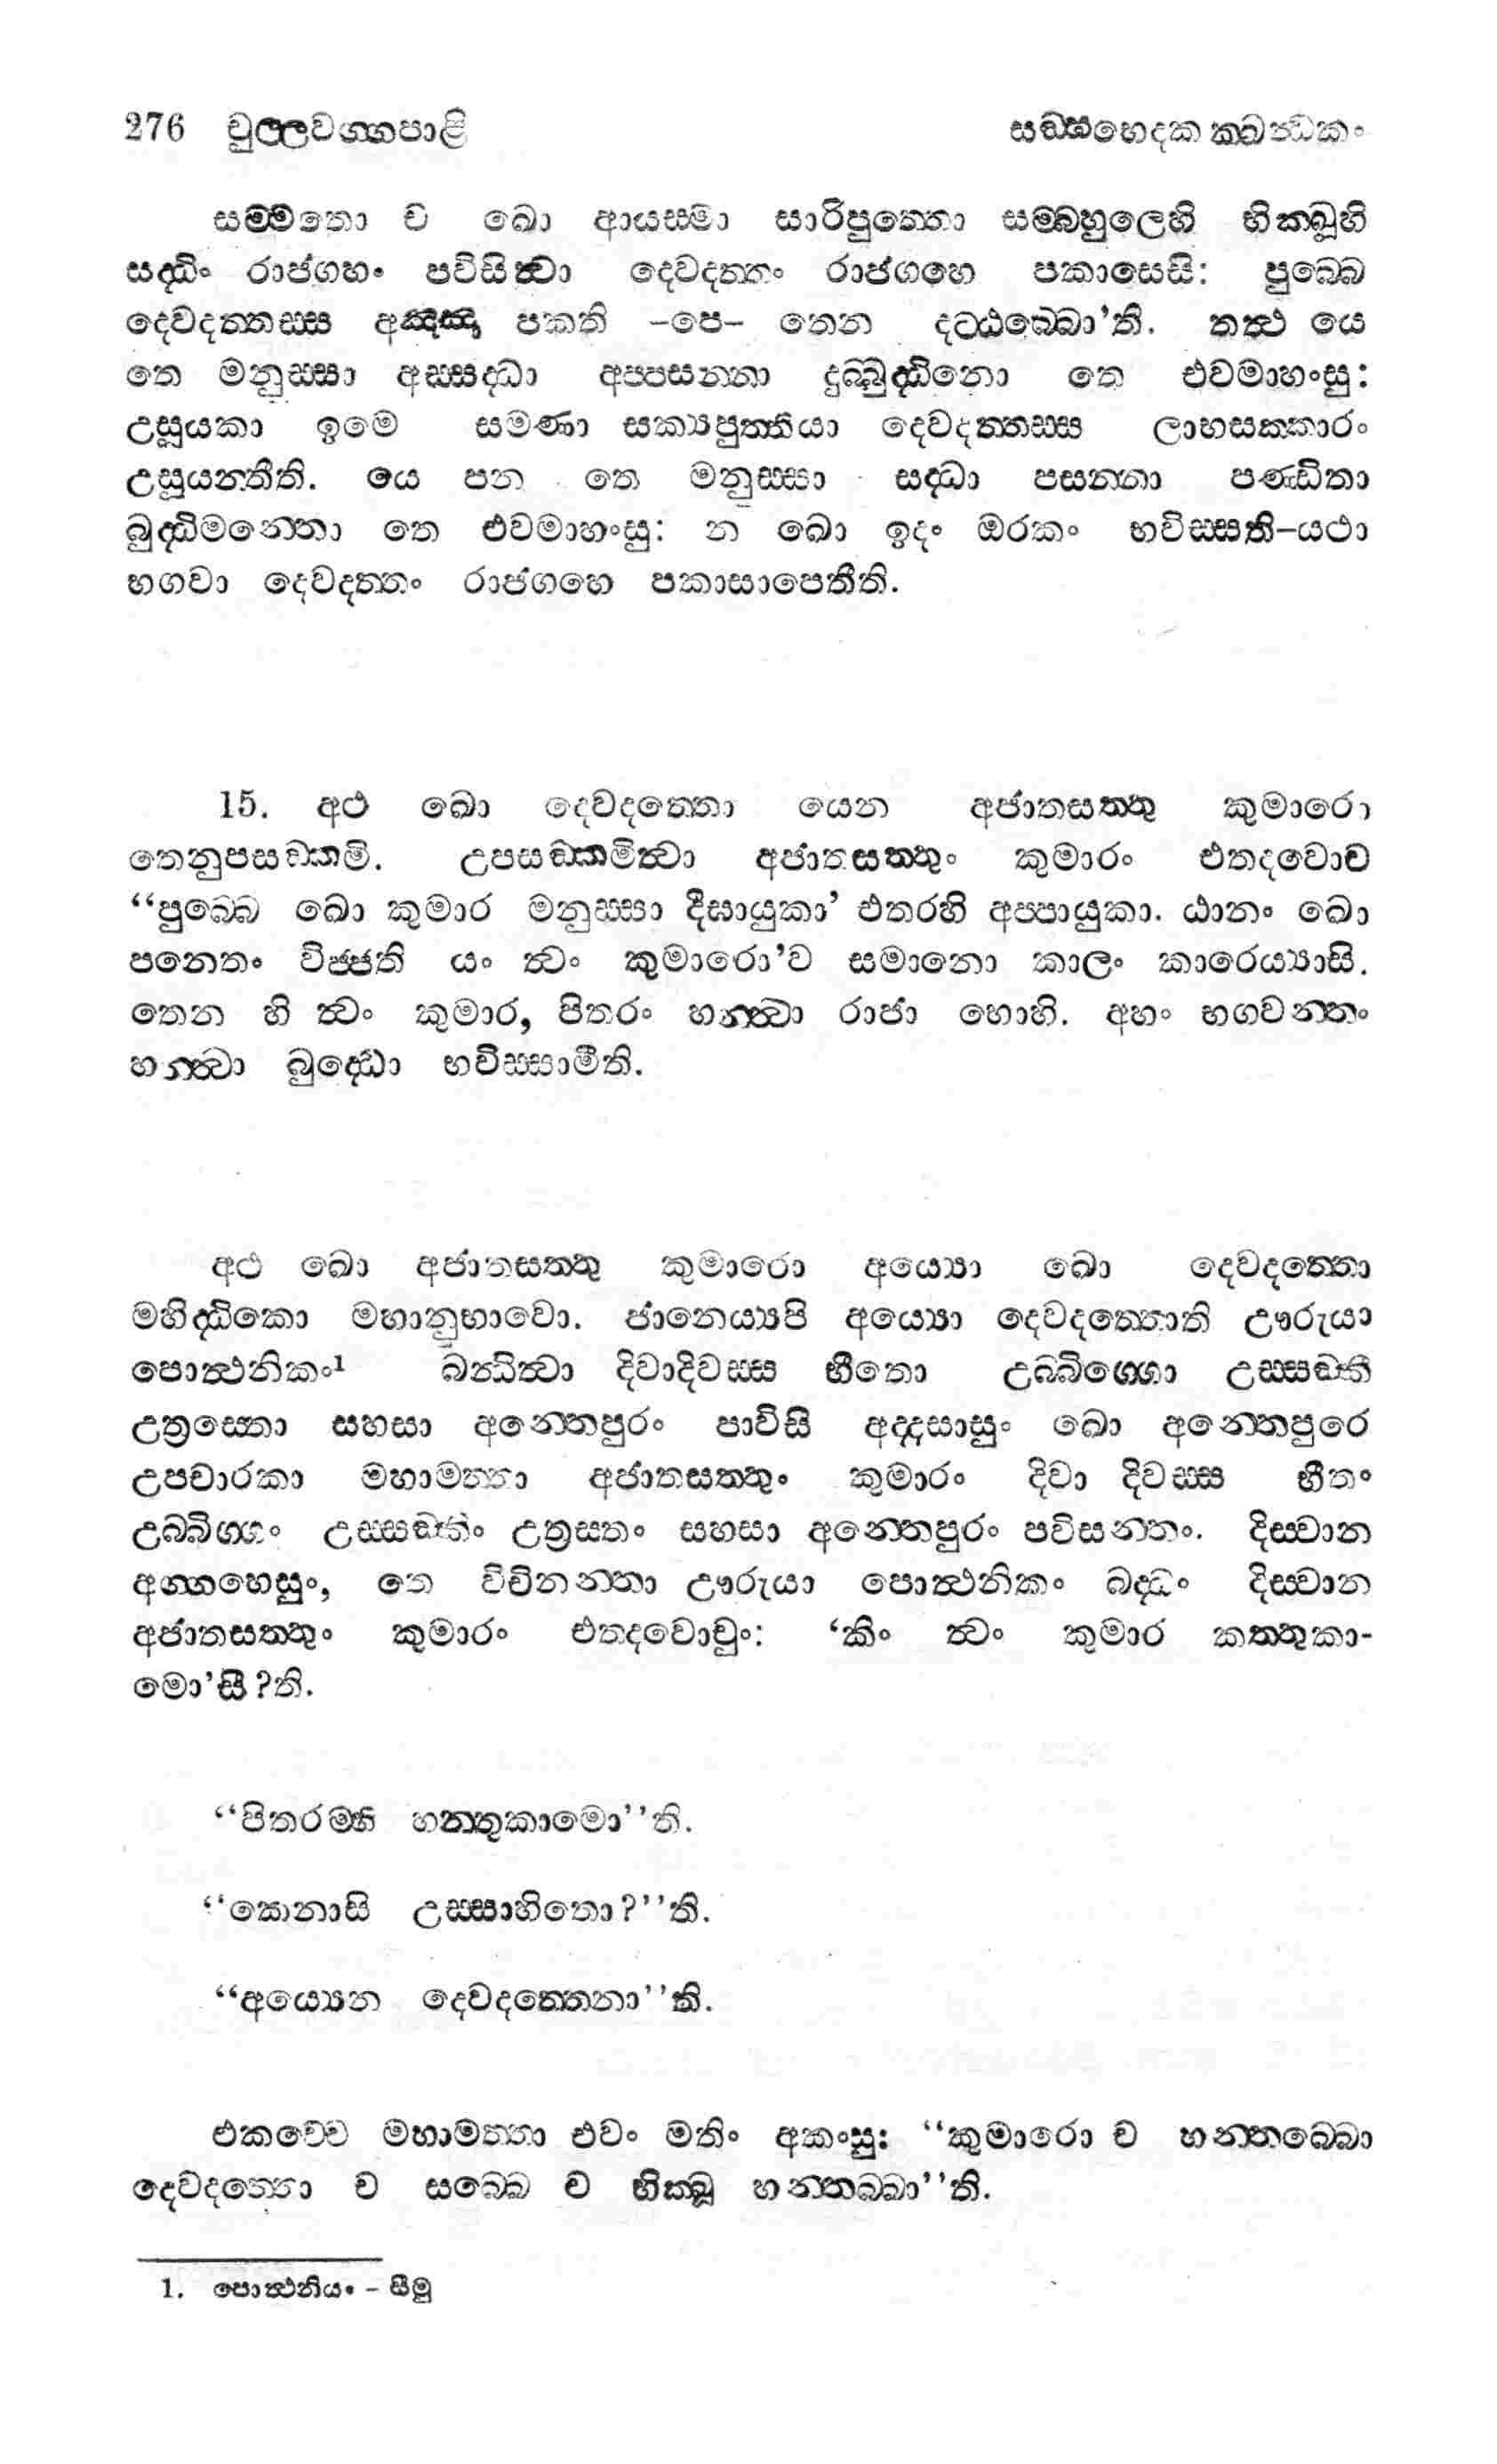 276 චුල්ලවග්ගපාළි සඞ්ඝභෙදකක්ඛන්ධකං
සම්මතො ච ඛො ආයස්මා සාරිපුත්තො සම්බහුලෙහි භික්ඛූහි
සද්ධිං රාජගහං පවිසිත්වා දෙවදත්තං රාජගහෙ පකාසෙසි: පුබ්බෙ
දෙවදත්තස්ස අඤ්ඤා පකති –පෙ– තෙන දට්ඨබ්බො’ති. තත්ථ යෙ
තෙ මනුස්සා අස්සද්ධා අප්පසන්නා දුබ්බුද්ධිනො තෙ එවමාහංසු:
උසූයකා ඉමෙ සමණා සක්‍යපුත්තියා දෙවදත්තස්ස ලාභසක්කාරං
උසූයන්තීති. යෙ පන තෙ මනුස්සා සද්ධා පසන්නා පණ්ඩිතා
බුද්ධිමන්තො තෙ එවමාහංසු: න ඛො ඉදං ඔරකං භවිස්සති–යථා
භගවා දෙවදත්තං රාජගහෙ පකාසාපෙතීති.
15. අථ ඛො දෙවදත්තො යෙන අජාතසත්තු කුමාරො
තෙනුපසඞ්කමි. උපසඞ්කමිත්වා අජාතසත්තුං කුමාරං එතදවොච
“පුබ්බෙ ඛො කුමාර මනුස්සා දීඝායුකා’ එතරහි අප්පායුකා. ඨානං ඛො
පනෙතං විජ්ජති යං ත්වං කුමාරො’ව සමානො කාලං කාරෙය්‍යාසි.
තෙන හි ත්වං කුමාර, පිතරං හන්ත්වා රාජා හොහි. අහං භගවන්තං
හන්ත්වා බුද්ධො භවිස්සාමීති.
අථ ඛො අජාතසත්තු කුමාරො අය්‍යො ඛො දෙවදත්තො
මහිද්ධිකො මහානුභාවො. ජානෙය්‍යපි අය්‍යො දෙවදත්තොති ඌරුයා
පොත්ථනිකං¹ බන්ධිත්වා දිවාදිවස්ස භීතො උබ්බිග්ගො උස්සඞ්කී
උත්‍රස්තො සහසා අන්තෙපුරං පාවිසි අද්දසාසුං ඛො අන්තෙපුරෙ
උපචාරකා මහාමත්තා අජාතසත්තුං කුමාරං දිවා දිවස්ස භීතං
උබ්බිග්ගං උස්සඞ්කිං උත්‍රස්තං සහසා අන්තෙපුරං පවිසන්තං. දිස්වාන
අග්ගහෙසුං, තෙ විචිනන්තා ඌරුයා පොත්ථනිකං බද්ධං දිස්වාන
අජාතසත්තුං කුමාරං එතදවොචුං: ‘කිං ත්වං කුමාර කත්තුකා-
මො’සී?ති.
“පිතරම්හි හන්තුකාමො’’ති.
“කෙනාසි උස්සාහිතො?’’ති.
“අය්‍යෙන දෙවදත්තෙනා’’ති.
එකච්චෙ මහාමත්තා එවං මතිං අකංසු: “කුමාරො ච හන්තබ්බො
දෙවදත්තො ච සබ්බෙ ච භික්ඛූ හන්තබ්බා’’ති.
1. පොත්ථනියං – සීමු